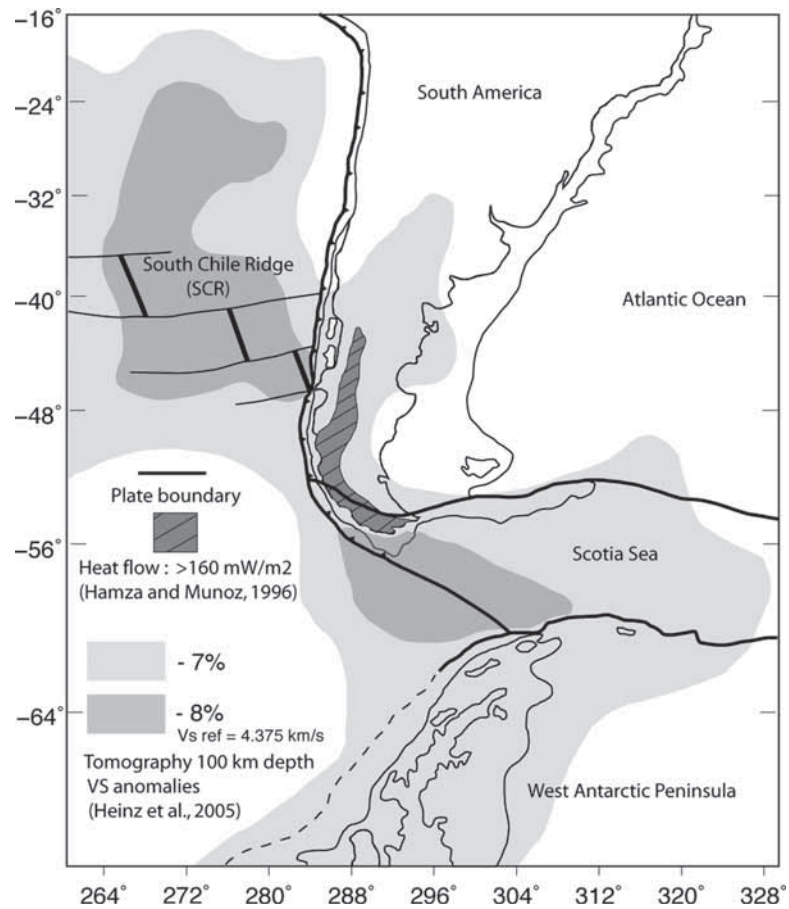 −16°
−24°
−32°
−40°
−48°
−56°
−64°
South America
South Chile Ridge
(SCR)
Atlantic Ocean
Plate boundary
Heat flow : >160 mW/m2
(Hamza and Munoz, 1996)
Scotia Sea
- 7%
- 8%
Vs ref = 4.375 km/s
Tomography 100 km depth
VS anomalies
(Heinz et al., 2005)
West Antarctic Peninsula
264° 272° 280° 288° 296° 304° 312° 320° 328°